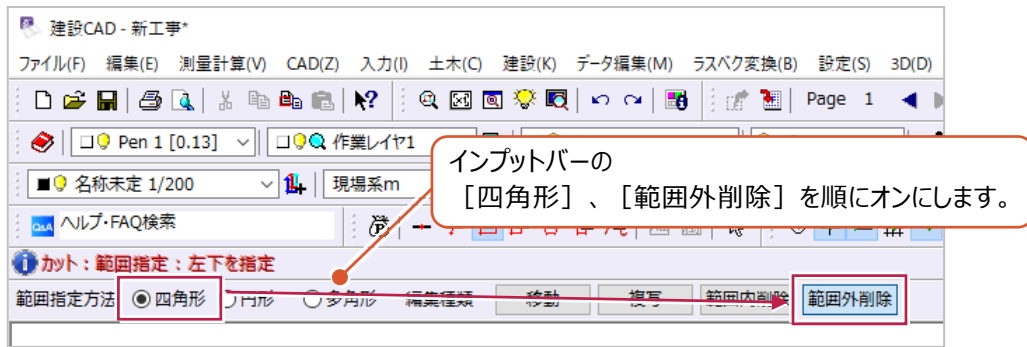 建設CAD - 新工事*
ファイル(F) 編集(E) 測量計算(V) CAD(Z) 入力(I) 土木(C) 建設(K) データ編集(M) ラスベク変換(B) 設定(S) 3D(D)
Page 1
Pen 1 [0.13] 作業レイヤ1
インプットバーの
［四角形］、［範囲外削除］を順にオンにします。
名称未定 1/200 現場系m
Q&A ヘルプ・FAQ検索
カット：範囲指定：左下を指定
範囲指定方法 四角形 円形 多角形 編集種類 移動 複写 範囲内削除 範囲外削除